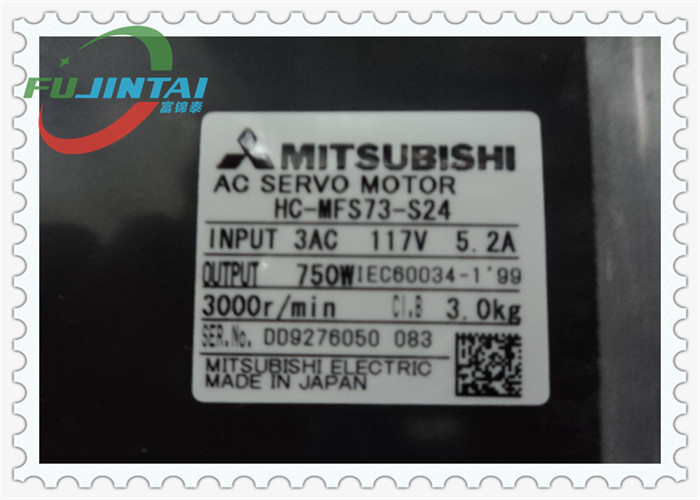 FUJINTAI
富锦泰
MITSUBISHI
AC SERVO MOTOR
HC-MFS73-S24
INPUT 3AC 117V 5.2A
OUTPUT 750W IEC60034-1'99
3000r/min Cl.B 3.0kg
SER.No. DD9276050 083
MITSUBISHI ELECTRIC
MADE IN JAPAN